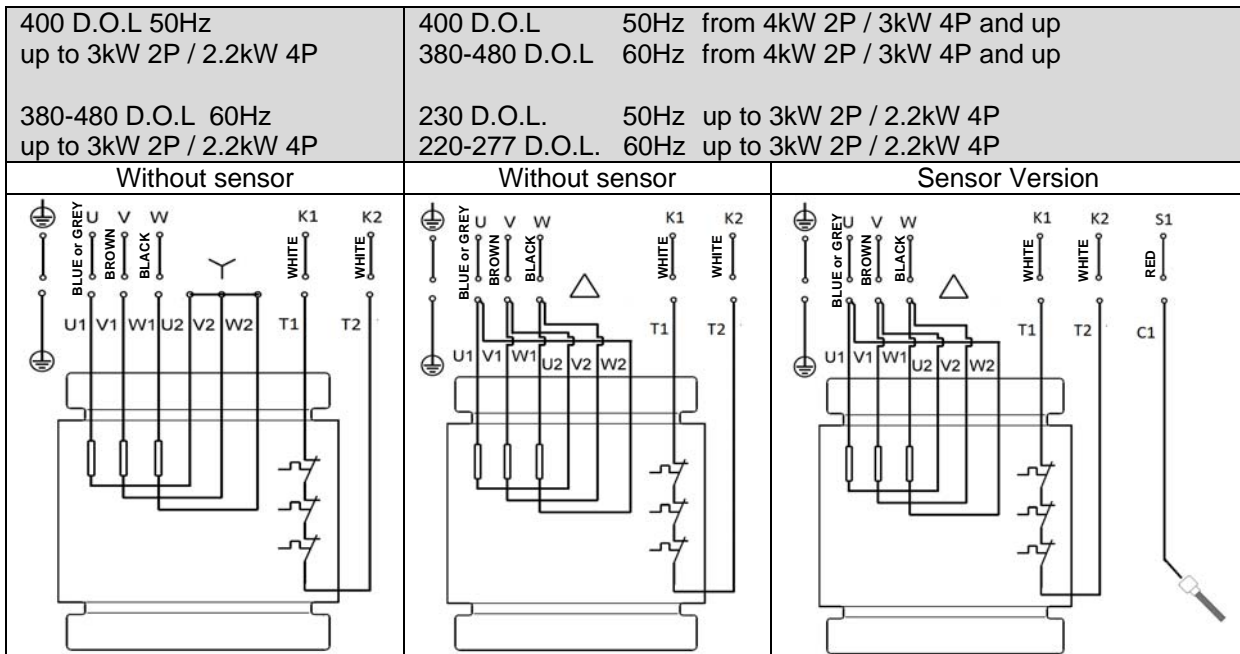 400 D.O.L 50Hz
up to 3kW 2P / 2.2kW 4P
380-480 D.O.L 60Hz
up to 3kW 2P / 2.2kW 4P
400 D.O.L 50Hz from 4kW 2P / 3kW 4P and up
380-480 D.O.L 60Hz from 4kW 2P / 3kW 4P and up
230 D.O.L. 50Hz up to 3kW 2P / 2.2kW 4P
220-277 D.O.L. 60Hz up to 3kW 2P / 2.2kW 4P
Without sensor
Without sensor
Sensor Version
U V W K1 K2
BLUE or GREY
BROWN
BLACK
WHITE
WHITE
U1 V1 W1 U2 V2 W2 T1 T2
U V W K1 K2
BLUE or GREY
BROWN
BLACK
WHITE
WHITE
T1 T2
U1 V1 W1 U2 V2 W2
U V W K1 K2 S1
BLUE or GREY
BROWN
BLACK
WHITE
WHITE
RED
T1 T2 C1
U1 V1 W1 U2 V2 W2